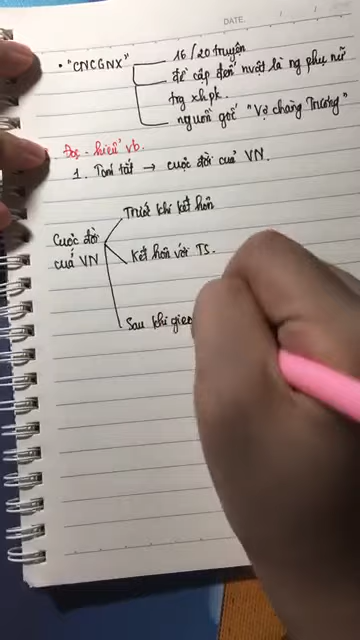 DATE. / /
• "CNCGNX" 16/20 truyện
đề cập đến nvật là ng phụ nữ
trg xhpk.
nguồn gốc "Vợ chàng Trương"
Đọc - hiểu vb.
1. Tóm tắt → cuộc đời của VN.
Trước khi kết hôn
Cuộc đời
của VN
Kết hôn với TS.
Sau khi gieo